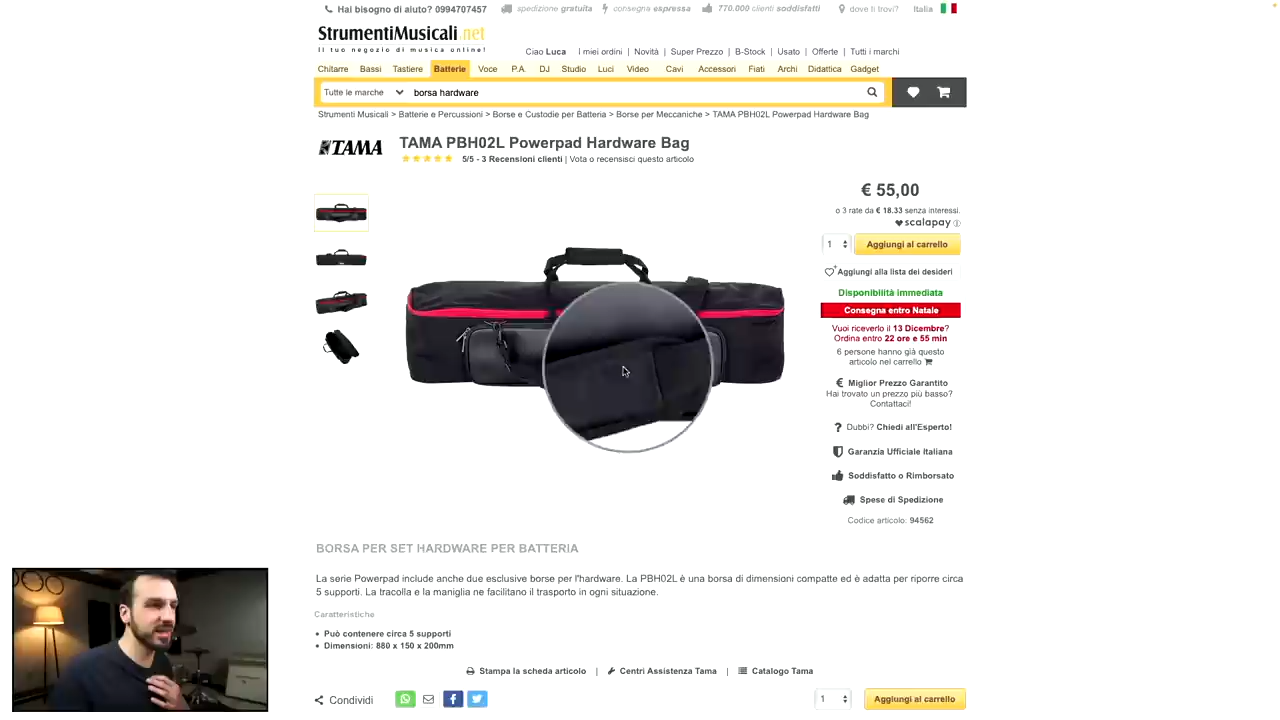 Hai bisogno di aiuto? 0994707457 spedizione gratuita consegna espressa 770.000 clienti soddisfatti dove ti trovi? Italia
StrumentiMusicali.net
Il tuo negozio di musica online!
Ciao Luca I miei ordini | Novità | Super Prezzo | B-Stock | Usato | Offerte | Tutti i marchi
Chitarre Bassi Tastiere Batterie Voce P.A. DJ Studio Luci Video Cavi Accessori Fiati Archi Didattica Gadget
Tutte le marche borsa hardware
Strumenti Musicali > Batterie e Percussioni > Borse e Custodie per Batteria > Borse per Meccaniche > TAMA PBH02L Powerpad Hardware Bag
TAMA
TAMA PBH02L Powerpad Hardware Bag
5/5 - 3 Recensioni clienti | Vota o recensisci questo articolo
€ 55,00
o 3 rate da € 18.33 senza interessi.
scalapay
1 Aggiungi al carrello
Aggiungi alla lista dei desideri
Disponibilità immediata
Consegna entro Natale
Vuoi riceverlo il 13 Dicembre?
Ordina entro 22 ore e 55 min
6 persone hanno già questo
articolo nel carrello
Miglior Prezzo Garantito
Hai trovato un prezzo più basso?
Contattaci!
Dubbi? Chiedi all'Esperto!
Garanzia Ufficiale Italiana
Soddisfatto o Rimborsato
Spese di Spedizione
Codice articolo: 94562
BORSA PER SET HARDWARE PER BATTERIA
La serie Powerpad include anche due esclusive borse per l'hardware. La PBH02L è una borsa di dimensioni compatte ed è adatta per riporre circa
5 supporti. La tracolla e la maniglia ne facilitano il trasporto in ogni situazione.
Caratteristiche
• Può contenere circa 5 supporti
• Dimensioni: 880 x 150 x 200mm
Stampa la scheda articolo | Centri Assistenza Tama | Catalogo Tama
Condividi
1 Aggiungi al carrello